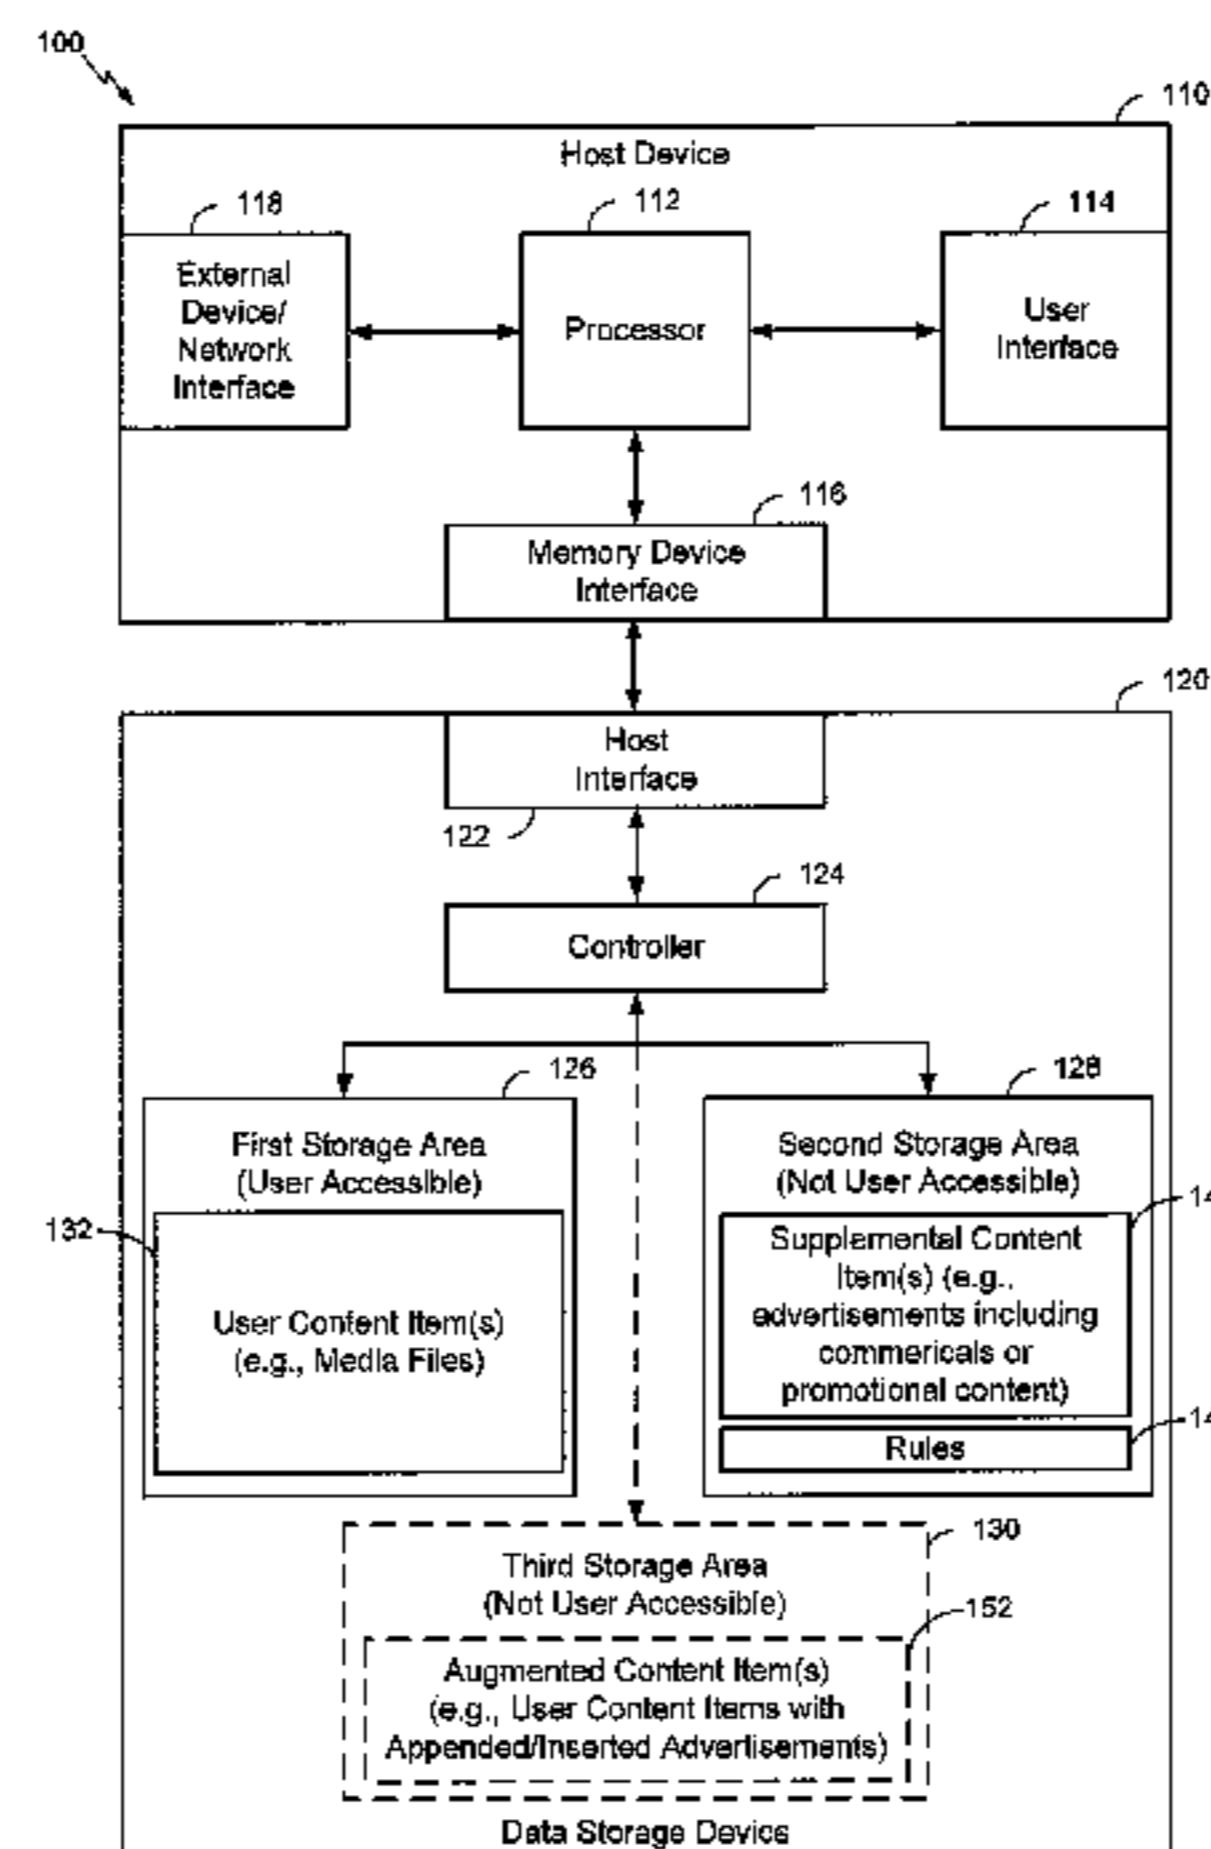 100
110
Host Device
118
112
114
External
Device/
Network
Interface
Processor
User
Interface
116
Memory Device
Interface
120
Host
Interface
122
124
Controller
126
128
First Storage Area
(User Accessible)
Second Storage Area
(Not User Accessible)
132
User Content Item(s)
(e.g., Media Files)
14
Supplemental Content
Item(s) (e.g.,
advertisements including
commericals or
promotional content)
14
Rules
130
Third Storage Area
(Not User Accessible)
152
Augmented Content Item(s)
(e.g., User Content Items with
Appended/Inserted Advertisements)
Data Storage Device